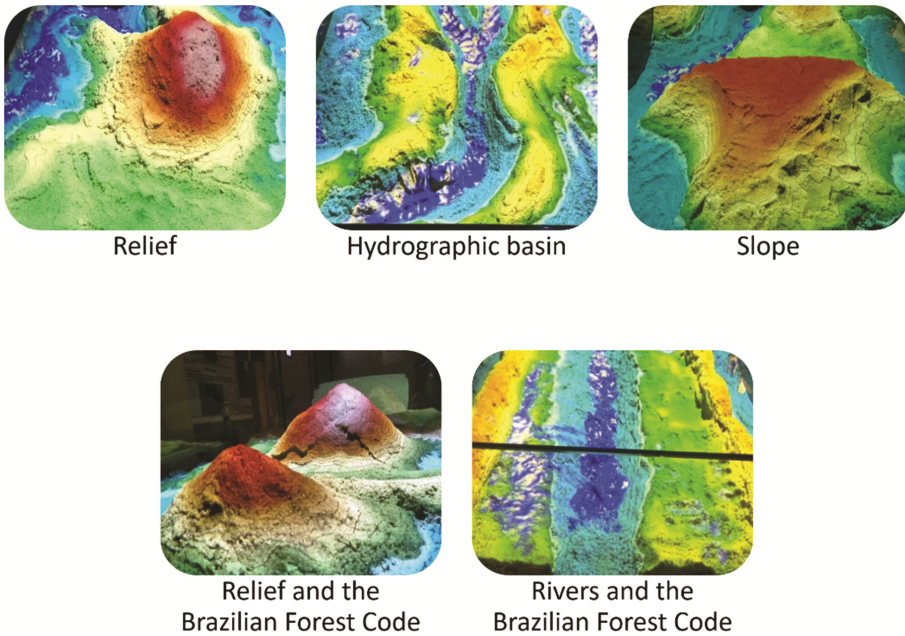 Relief
Hydrographic basin
Slope
Relief and the
Brazilian Forest Code
Rivers and the
Brazilian Forest Code